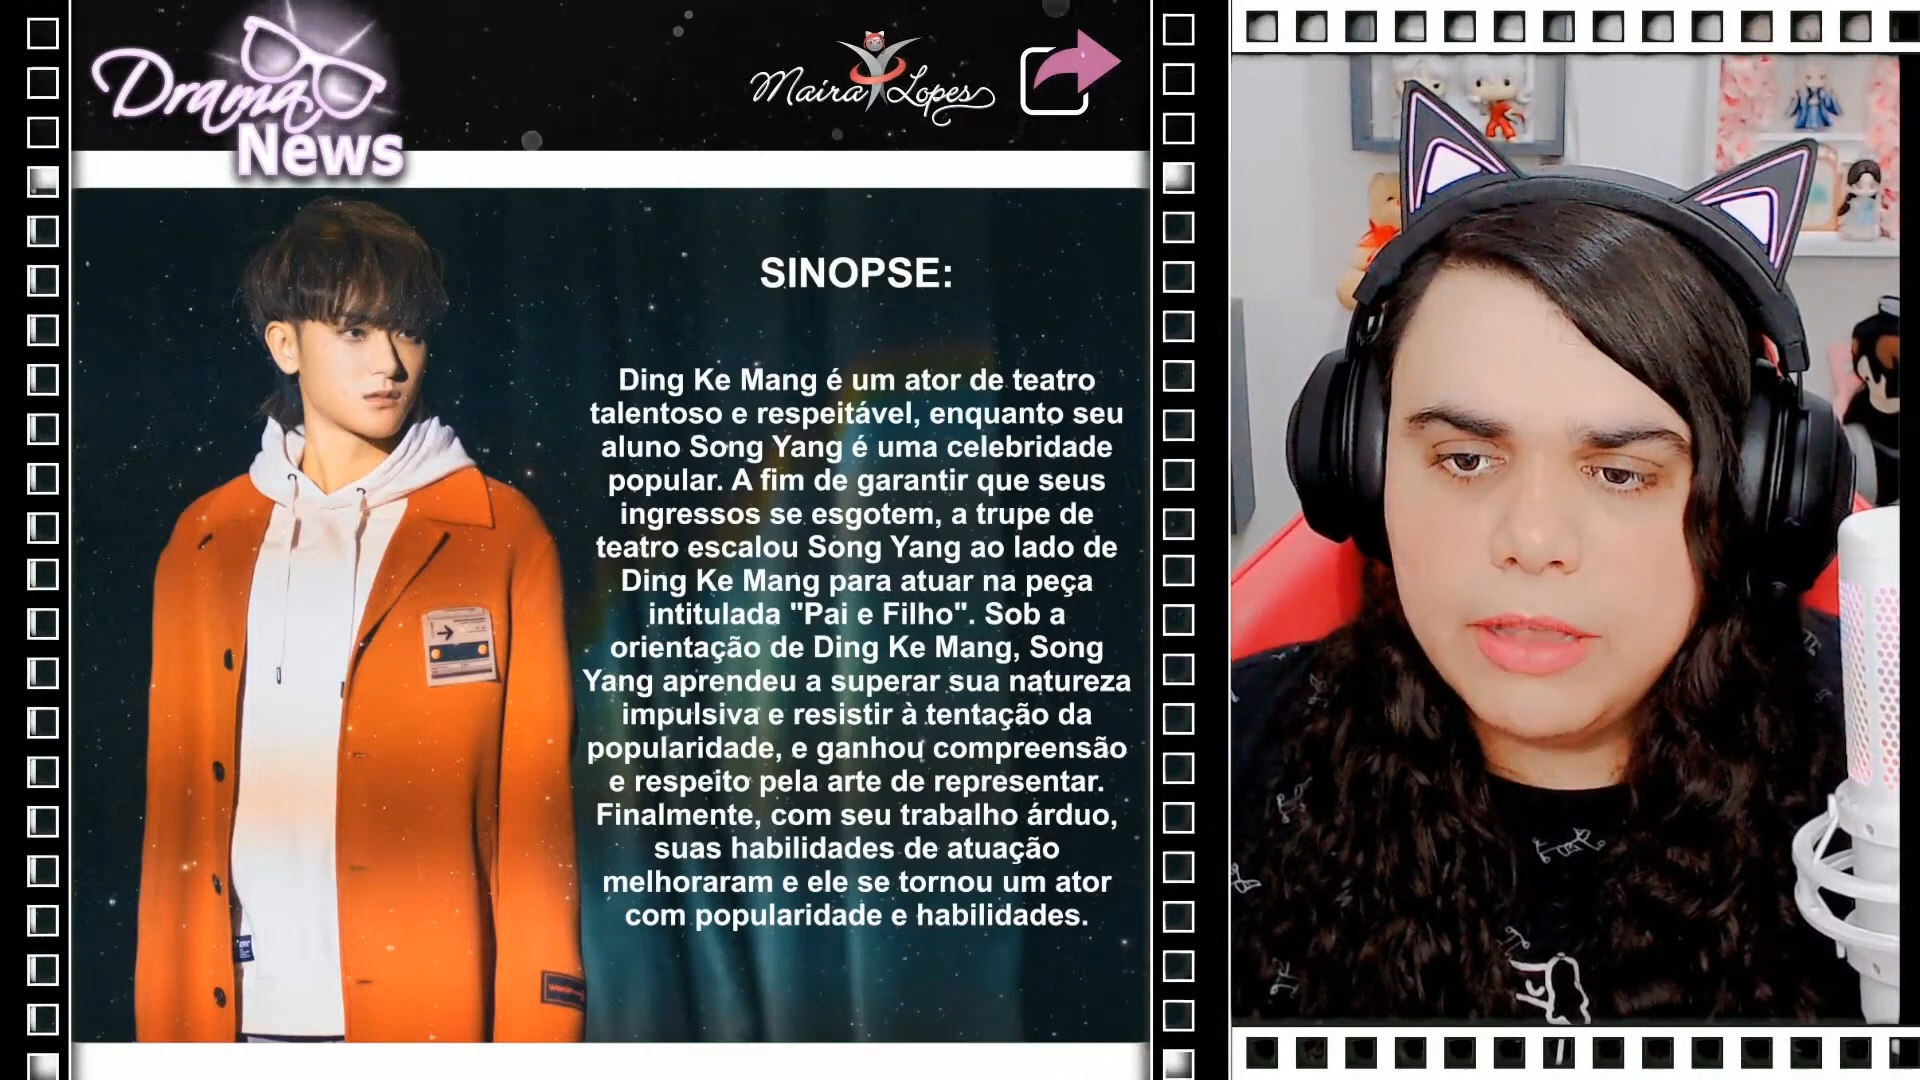 Drama
News
Maira Lopes
SINOPSE:
Ding Ke Mang é um ator de teatro
talentoso e respeitável, enquanto seu
aluno Song Yang é uma celebridade
popular. A fim de garantir que seus
ingressos se esgotem, a trupe de
teatro escalou Song Yang ao lado de
Ding Ke Mang para atuar na peça
intitulada "Pai e Filho". Sob a
orientação de Ding Ke Mang, Song
Yang aprendeu a superar sua natureza
impulsiva e resistir à tentação da
popularidade, e ganhou compreensão
e respeito pela arte de representar.
Finalmente, com seu trabalho árduo,
suas habilidades de atuação
melhoraram e ele se tornou um ator
com popularidade e habilidades.